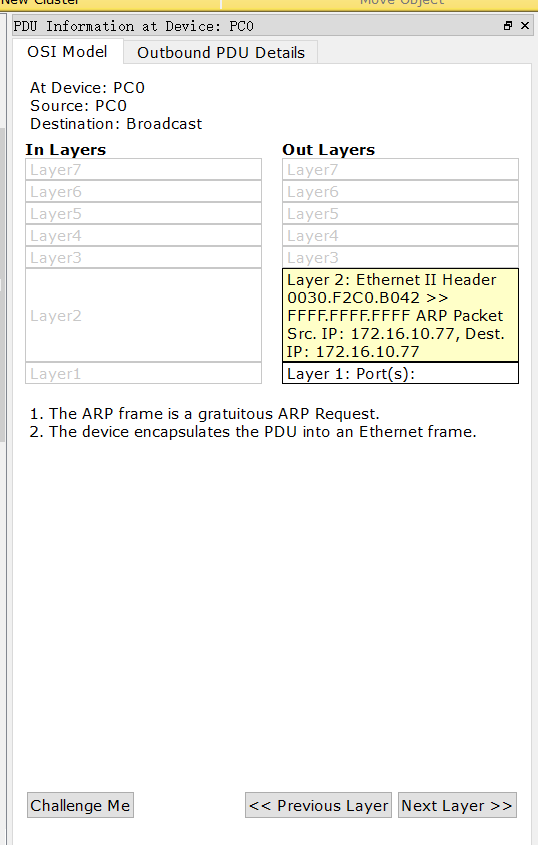 New Cluster
Move Object
PDU Information at Device: PC0
OSI Model
Outbound PDU Details
At Device: PC0
Source: PC0
Destination: Broadcast
In Layers
Layer7
Layer6
Layer5
Layer4
Layer3
Layer2
Layer1
Out Layers
Layer7
Layer6
Layer5
Layer4
Layer3
Layer 2: Ethernet II Header
0030.F2C0.B042 >>
FFFF.FFFF.FFFF ARP Packet
Src. IP: 172.16.10.77, Dest.
IP: 172.16.10.77
Layer 1: Port(s):
1. The ARP frame is a gratuitous ARP Request.
2. The device encapsulates the PDU into an Ethernet frame.
Challenge Me
<< Previous Layer
Next Layer >>